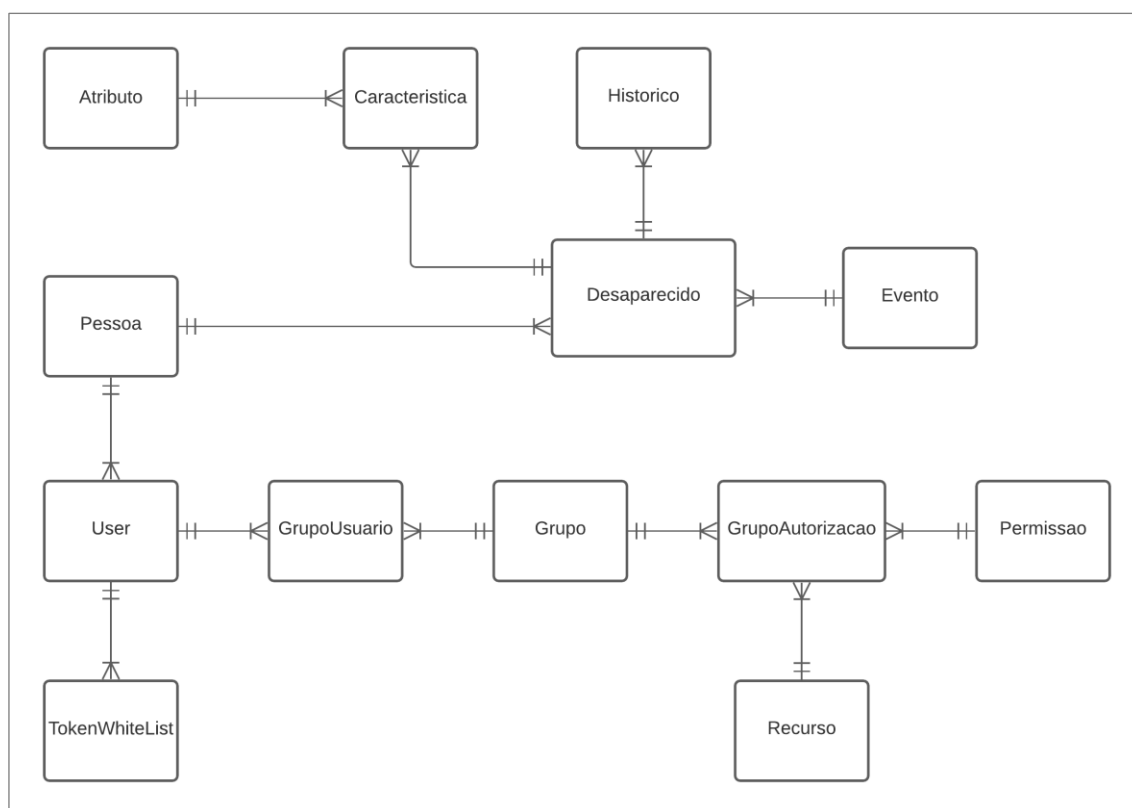 Atributo
Caracteristica
Historico
Desaparecido
Evento
Pessoa
User
GrupoUsuario
Grupo
GrupoAutorizacao
Permissao
TokenWhiteList
Recurso